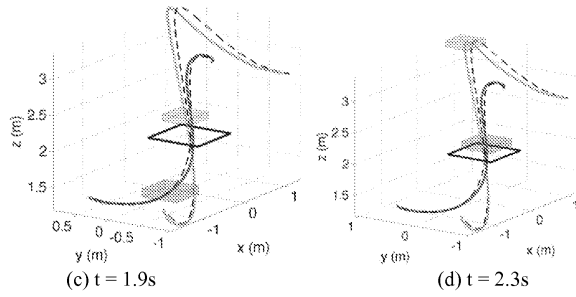 3
2.5
2
1.5
z (m)
0.5 0 -0.5 -1
y (m)
-1 0 1
x (m)
(c) t = 1.9s
3
2.5
2
1.5
z (m)
1 0 -1
y (m)
-1 0 1
x (m)
(d) t = 2.3s